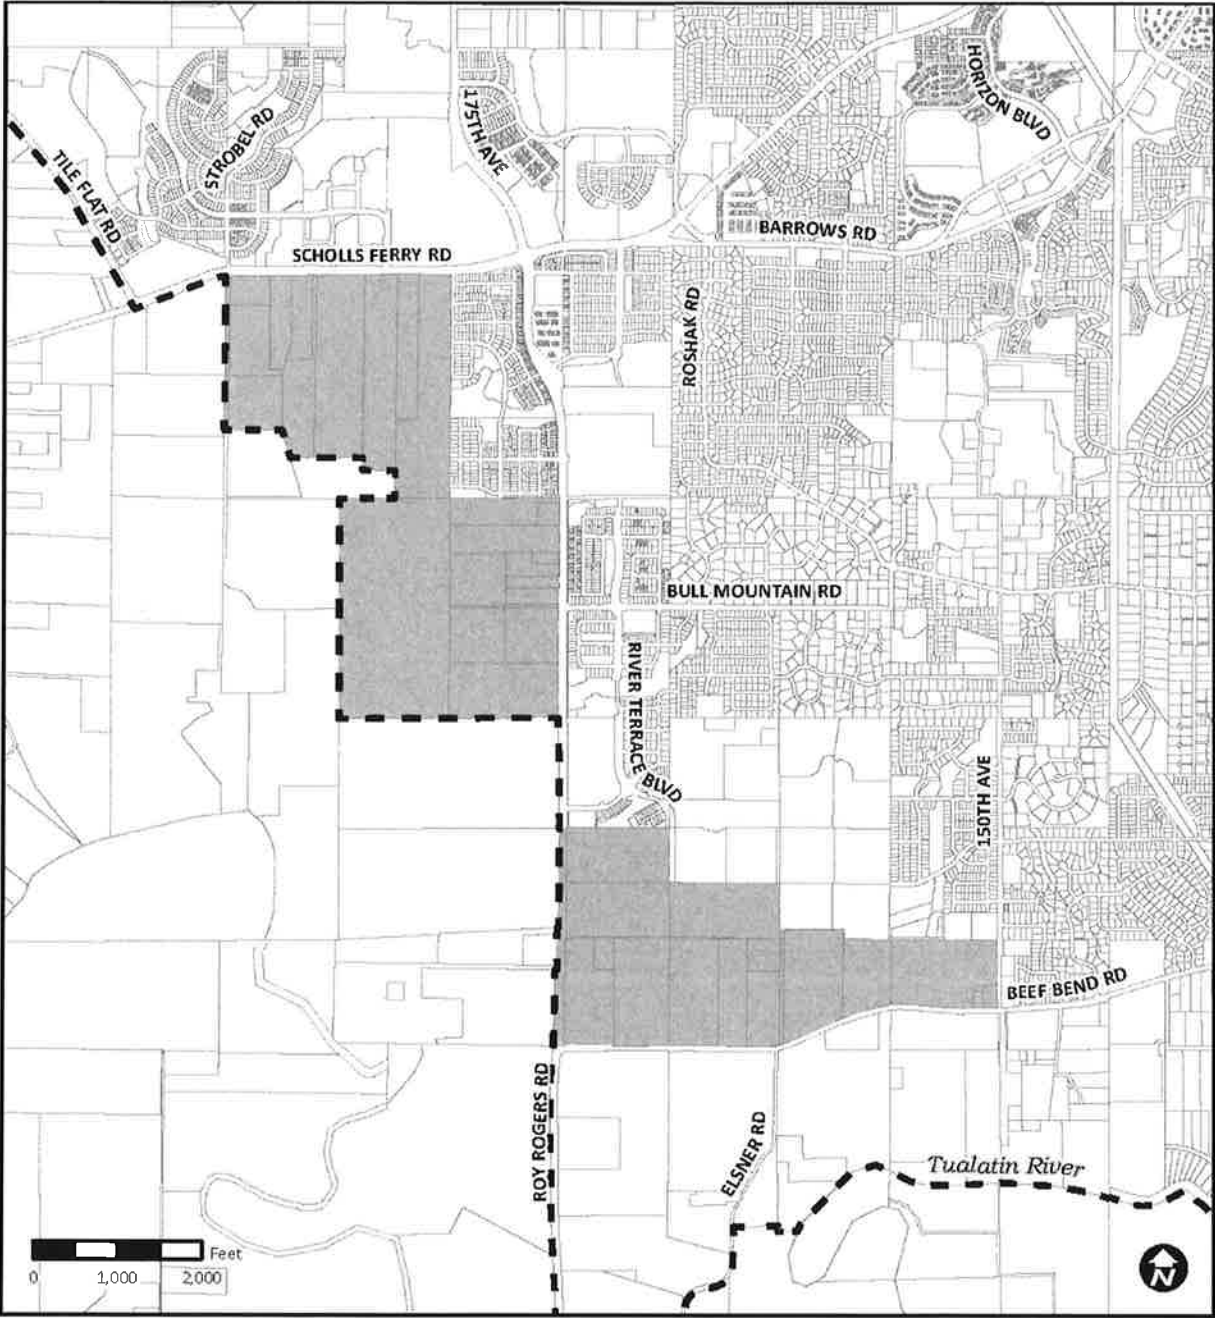 HORIZON BLVD
175TH AVE
STROBEL RD
TILE FLAT RD
BARROWS RD
SCHOLLS FERRY RD
ROSHAK RD
BULL MOUNTAIN RD
RIVER TERRACE BLVD
150TH AVE
BEEF BEND RD
ROY ROGERS RD
ELSNER RD
Tualatin River
Feet
0 1,000 2,000
N